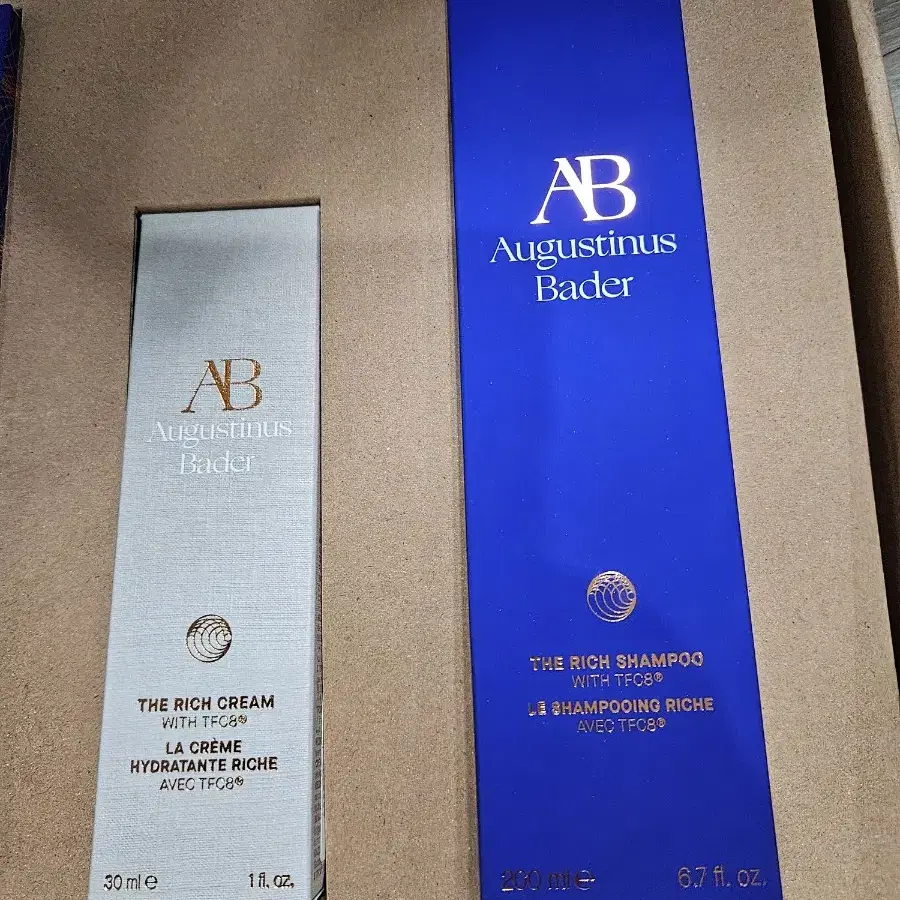 AB
Augustinus
Bader
THE RICH CREAM
WITH TFC8®
LA CRÈME
HYDRATANTE RICHE
AVEC TFC8®
30 ml ℮
1 fl. oz.
AB
Augustinus
Bader
THE RICH SHAMPOO
WITH TFC8®
LE SHAMPOOING RICHE
AVEC TFC8®
200 ml ℮
6.7 fl. oz.